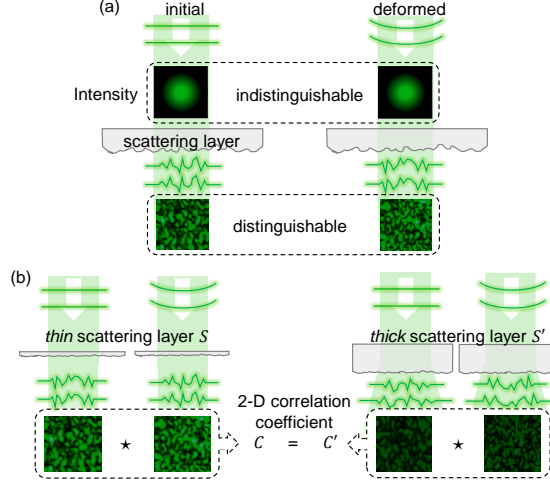 (a)
initial
deformed
Intensity
indistinguishable
scattering layer
distinguishable
(b)
thin scattering layer S
thick scattering layer S′
2-D correlation
coefficient
⋆ C = C′ ⋆